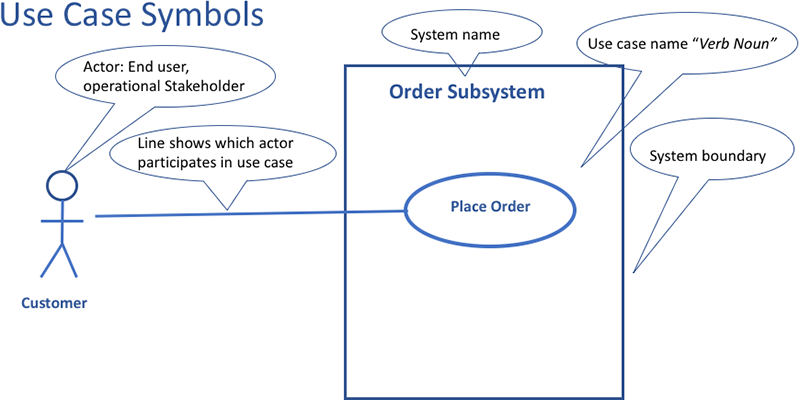 Use Case Symbols
System name
Use case name “Verb Noun”
Actor: End user,
operational Stakeholder
Order Subsystem
Line shows which actor
participates in use case
System boundary
Place Order
Customer